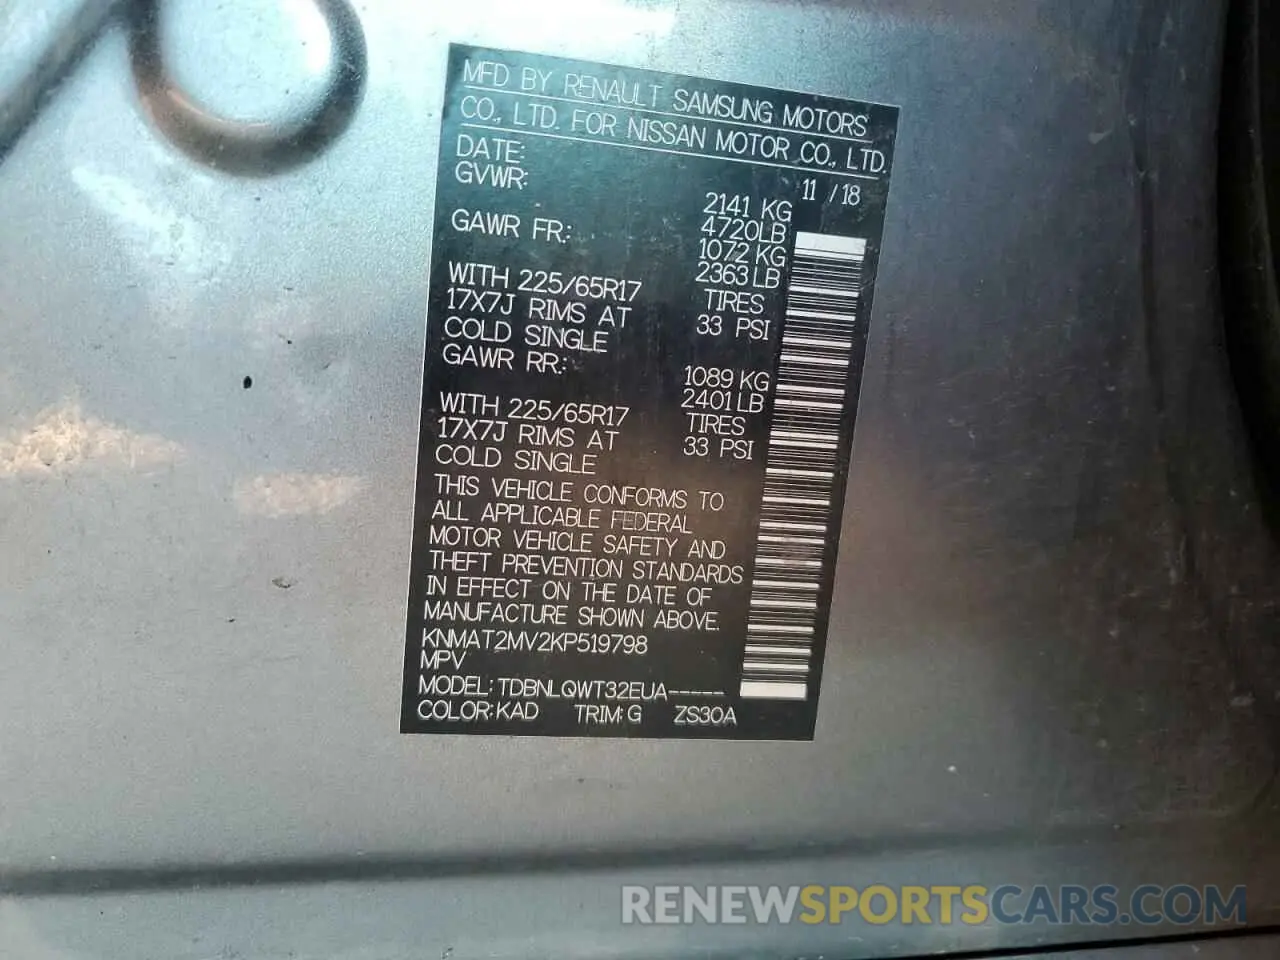 MFD BY RENAULT SAMSUNG MOTORS
CO., LTD. FOR NISSAN MOTOR CO., LTD.
DATE: 11 / 18
GVWR: 2141 KG
4720LB
GAWR FR.: 1072 KG
2363 LB
WITH 225/65R17 TIRES
17X7J RIMS AT 33 PSI
COLD SINGLE
GAWR RR.: 1089 KG
2401 LB
WITH 225/65R17 TIRES
17X7J RIMS AT 33 PSI
COLD SINGLE
THIS VEHICLE CONFORMS TO
ALL APPLICABLE FEDERAL
MOTOR VEHICLE SAFETY AND
THEFT PREVENTION STANDARDS
IN EFFECT ON THE DATE OF
MANUFACTURE SHOWN ABOVE.
KNMAT2MV2KP519798
MPV
MODEL: TDBNLQWT32EUA-----
COLOR: KAD TRIM: G ZS30A
RENEWSPORTSCARS.COM